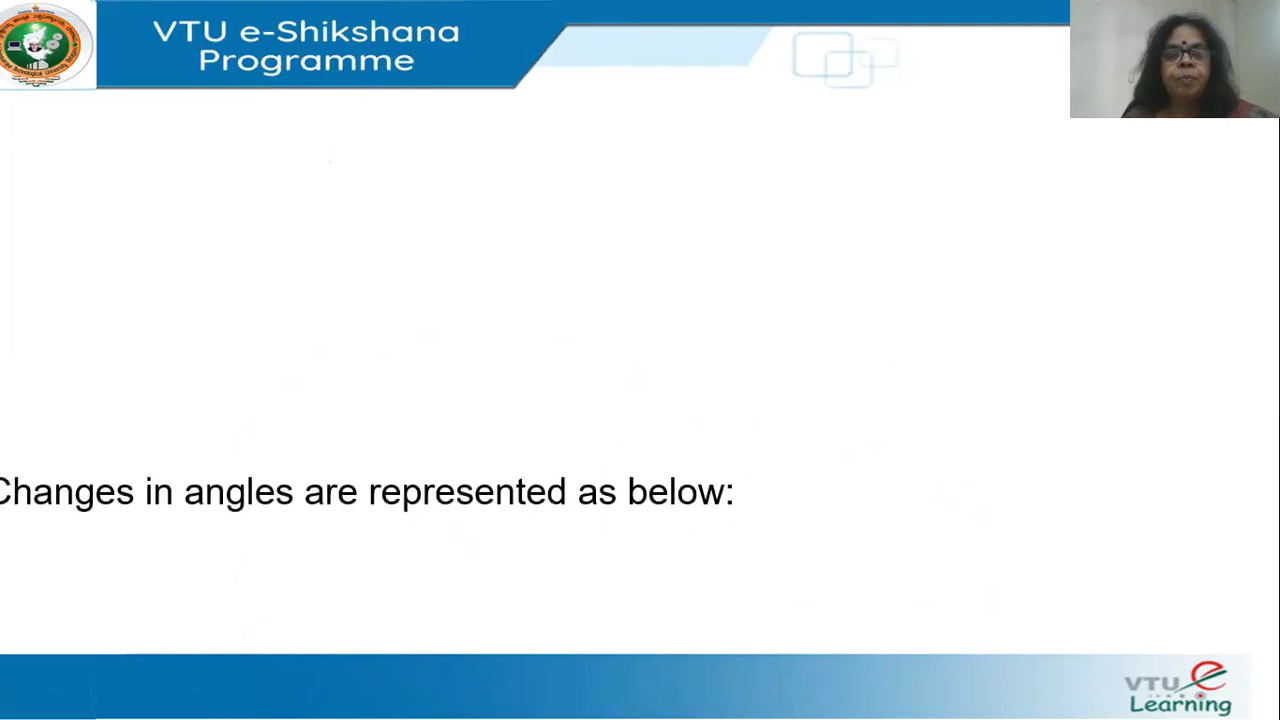 VTU e-Shikshana
Programme
Changes in angles are represented as below:
VTU e
Learning